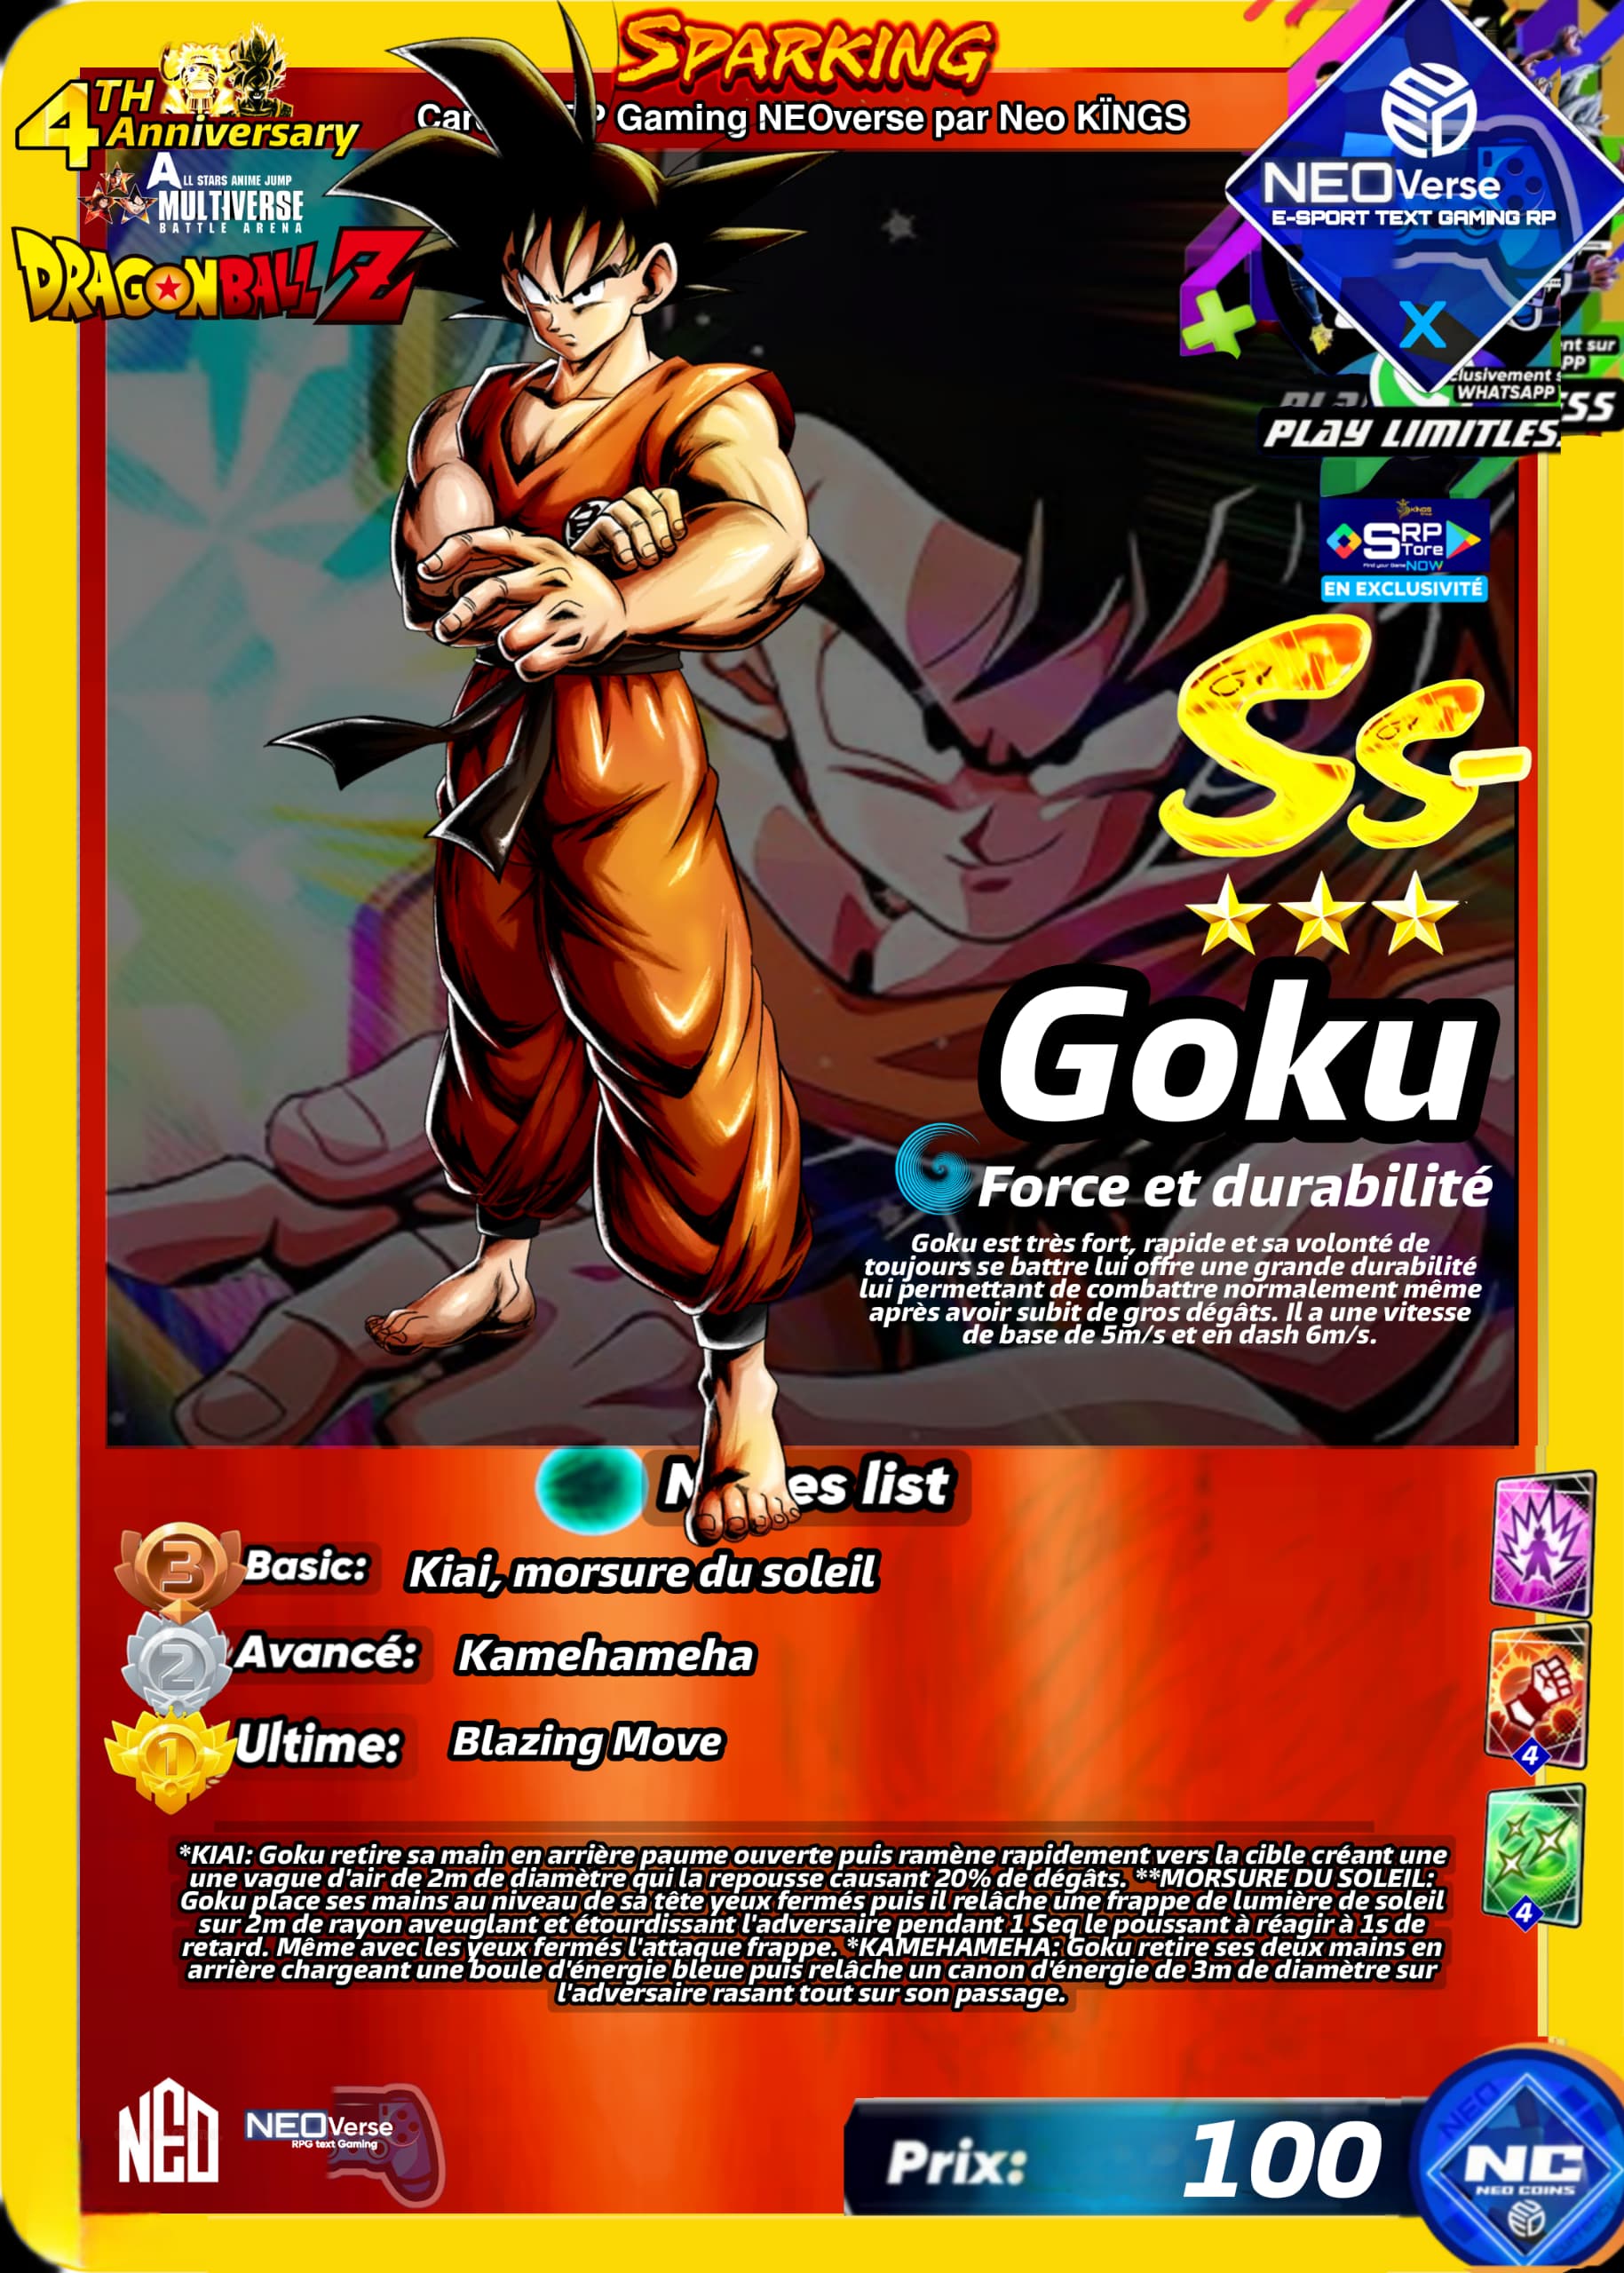 SPARKING
4TH
Anniversary
Gaming NEOverse par Neo KÏNGS
ALL STARS ANIME JUMP
MULTIVERSE
BATTLE ARENA
DRAGON BALL Z
NEOVerse
E-SPORT TEXT GAMING RP
X
WHATSAPP
PLAY LIMITLES
SRP
Tore
Find your Game NOW
EN EXCLUSIVITÉ
Ss-
Goku
Force et durabilité
Goku est très fort, rapide et sa volonté de
toujours se battre lui offre une grande durabilité
lui permettant de combattre normalement même
après avoir subit de gros dégâts. Il a une vitesse
de base de 5m/s et en dash 6m/s.
list
3 Basic: Kiai, morsure du soleil
2 Avancé: Kamehameha
1 Ultime: Blazing Move
4
4
*KIAI: Goku retire sa main en arrière paume ouverte puis ramène rapidement vers la cible créant une
une vague d'air de 2m de diamètre qui la repousse causant 20% de dégâts. **MORSURE DU SOLEIL:
Goku place ses mains au niveau de sa tête yeux fermés puis il relâche une frappe de lumière de soleil
sur 2m de rayon aveuglant et étourdissant l'adversaire pendant 1 Seq le poussant à réagir à 1s de
retard. Même avec les yeux fermés l'attaque frappe. *KAMEHAMEHA: Goku retire ses deux mains en
arrière chargeant une boule d'énergie bleue puis relâche un canon d'énergie de 3m de diamètre sur
l'adversaire rasant tout sur son passage.
NEO
NEOVerse
RPG text Gaming
Prix: 100
NC
NEO COINS